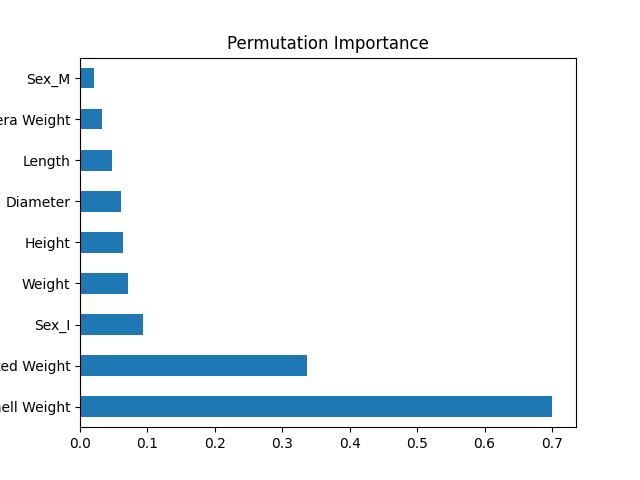 Permutation Importance
Sex_M
era Weight
Length
Diameter
Height
Weight
Sex_I
ked Weight
ell Weight
0.0 0.1 0.2 0.3 0.4 0.5 0.6 0.7